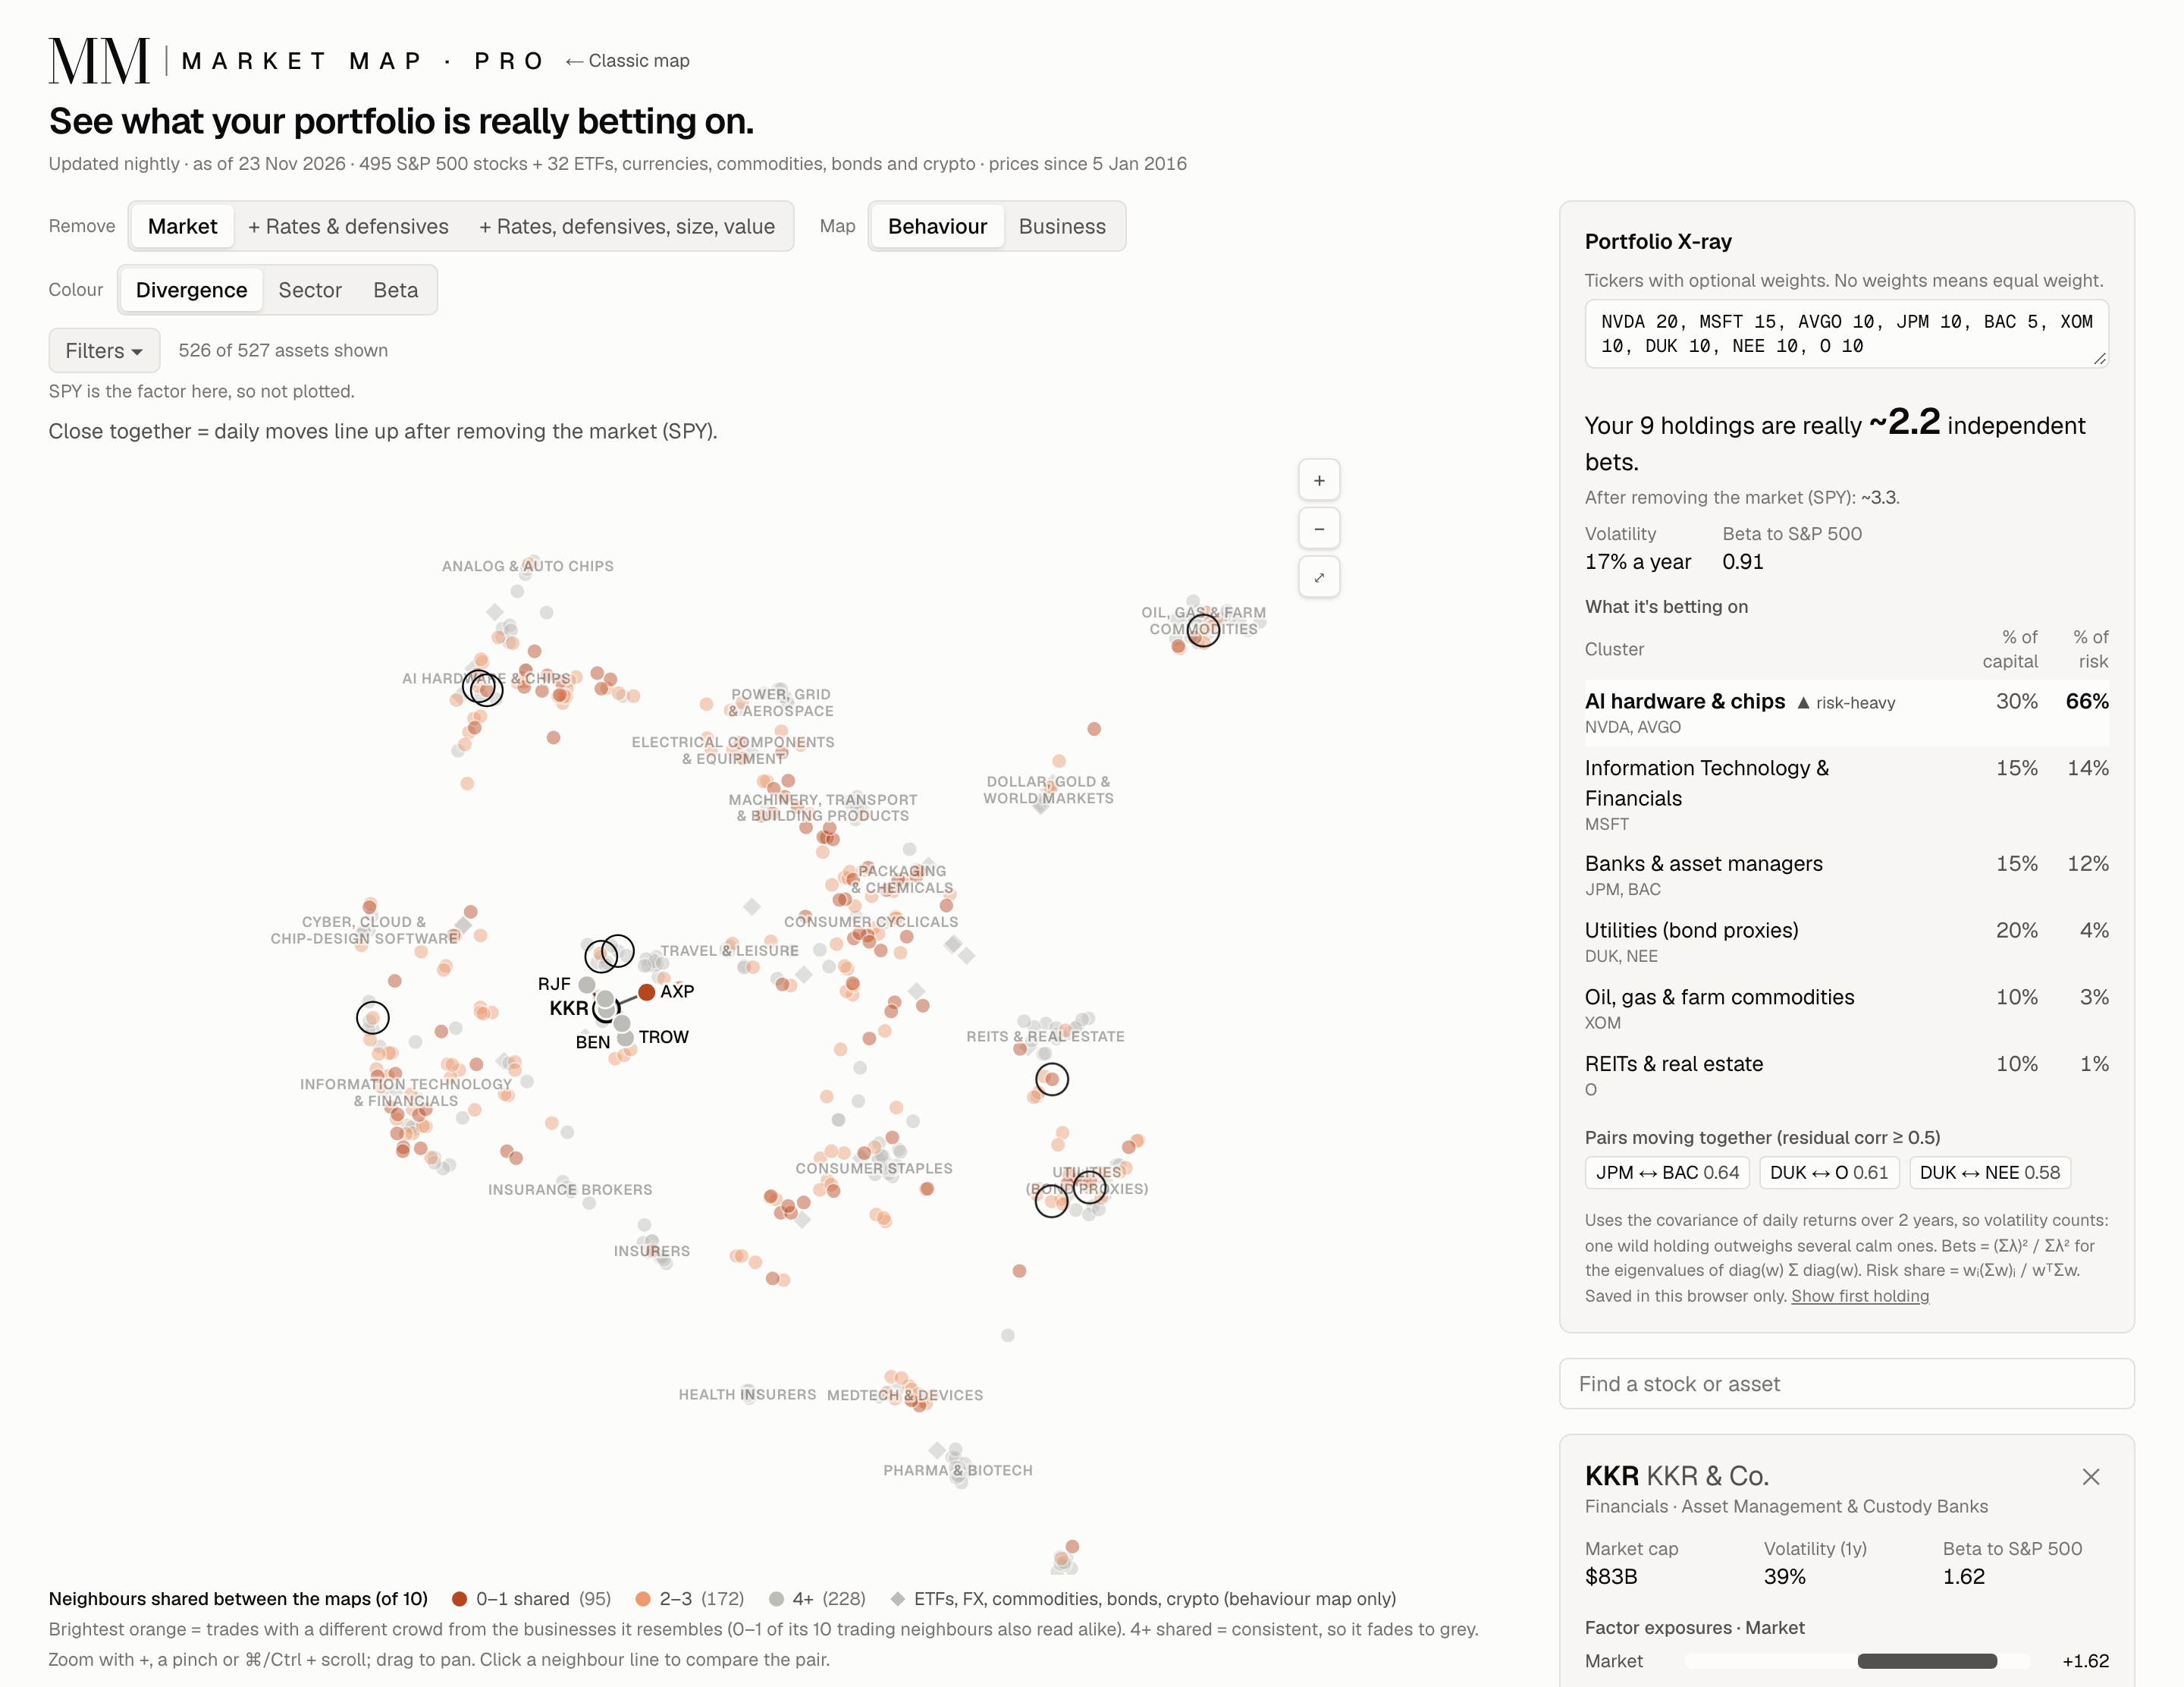 MM | MARKET MAP · PRO ← Classic map
See what your portfolio is really betting on.
Updated nightly · as of 23 Nov 2026 · 495 S&P 500 stocks + 32 ETFs, currencies, commodities, bonds and crypto · prices since 5 Jan 2016
Remove Market + Rates & defensives + Rates, defensives, size, value Map Behaviour Business
Colour Divergence Sector Beta
Filters 526 of 527 assets shown
SPY is the factor here, so not plotted.
Close together = daily moves line up after removing the market (SPY).
+
−
⤢
ANALOG & AUTO CHIPS
OIL, GAS & FARM
COMMODITIES
AI HARDWARE & CHIPS
POWER, GRID
& AEROSPACE
ELECTRICAL COMPONENTS
& EQUIPMENT
DOLLAR, GOLD &
WORLD MARKETS
MACHINERY, TRANSPORT
& BUILDING PRODUCTS
PACKAGING
& CHEMICALS
CYBER, CLOUD &
CHIP-DESIGN SOFTWARE
CONSUMER CYCLICALS
TRAVEL & LEISURE
RJF
AXP
KKR
BEN
TROW
REITS & REAL ESTATE
INFORMATION TECHNOLOGY
& FINANCIALS
CONSUMER STAPLES
UTILITIES
(BOND PROXIES)
INSURANCE BROKERS
INSURERS
HEALTH INSURERS
MEDTECH & DEVICES
PHARMA & BIOTECH
Neighbours shared between the maps (of 10) 0–1 shared (95) 2–3 (172) 4+ (228) ETFs, FX, commodities, bonds, crypto (behaviour map only)
Brightest orange = trades with a different crowd from the businesses it resembles (0–1 of its 10 trading neighbours also read alike). 4+ shared = consistent, so it fades to grey.
Zoom with +, a pinch or ⌘/Ctrl + scroll; drag to pan. Click a neighbour line to compare the pair.
Portfolio X-ray
Tickers with optional weights. No weights means equal weight.
NVDA 20, MSFT 15, AVGO 10, JPM 10, BAC 5, XOM
10, DUK 10, NEE 10, O 10
Your 9 holdings are really ~2.2 independent
bets.
After removing the market (SPY): ~3.3.
Volatility Beta to S&P 500
17% a year 0.91
What it's betting on
Cluster % of capital % of risk
AI hardware & chips ▲ risk-heavy 30% 66%
NVDA, AVGO
Information Technology & 15% 14%
Financials
MSFT
Banks & asset managers 15% 12%
JPM, BAC
Utilities (bond proxies) 20% 4%
DUK, NEE
Oil, gas & farm commodities 10% 3%
XOM
REITs & real estate 10% 1%
O
Pairs moving together (residual corr ≥ 0.5)
JPM ↔ BAC 0.64 DUK ↔ O 0.61 DUK ↔ NEE 0.58
Uses the covariance of daily returns over 2 years, so volatility counts:
one wild holding outweighs several calm ones. Bets = (Σλ)² / Σλ² for
the eigenvalues of diag(w) Σ diag(w). Risk share = wᵢ(Σw)ᵢ / wᵀΣw.
Saved in this browser only. Show first holding
Find a stock or asset
KKR KKR & Co. ×
Financials · Asset Management & Custody Banks
Market cap Volatility (1y) Beta to S&P 500
$83B 39% 1.62
Factor exposures · Market
Market +1.62